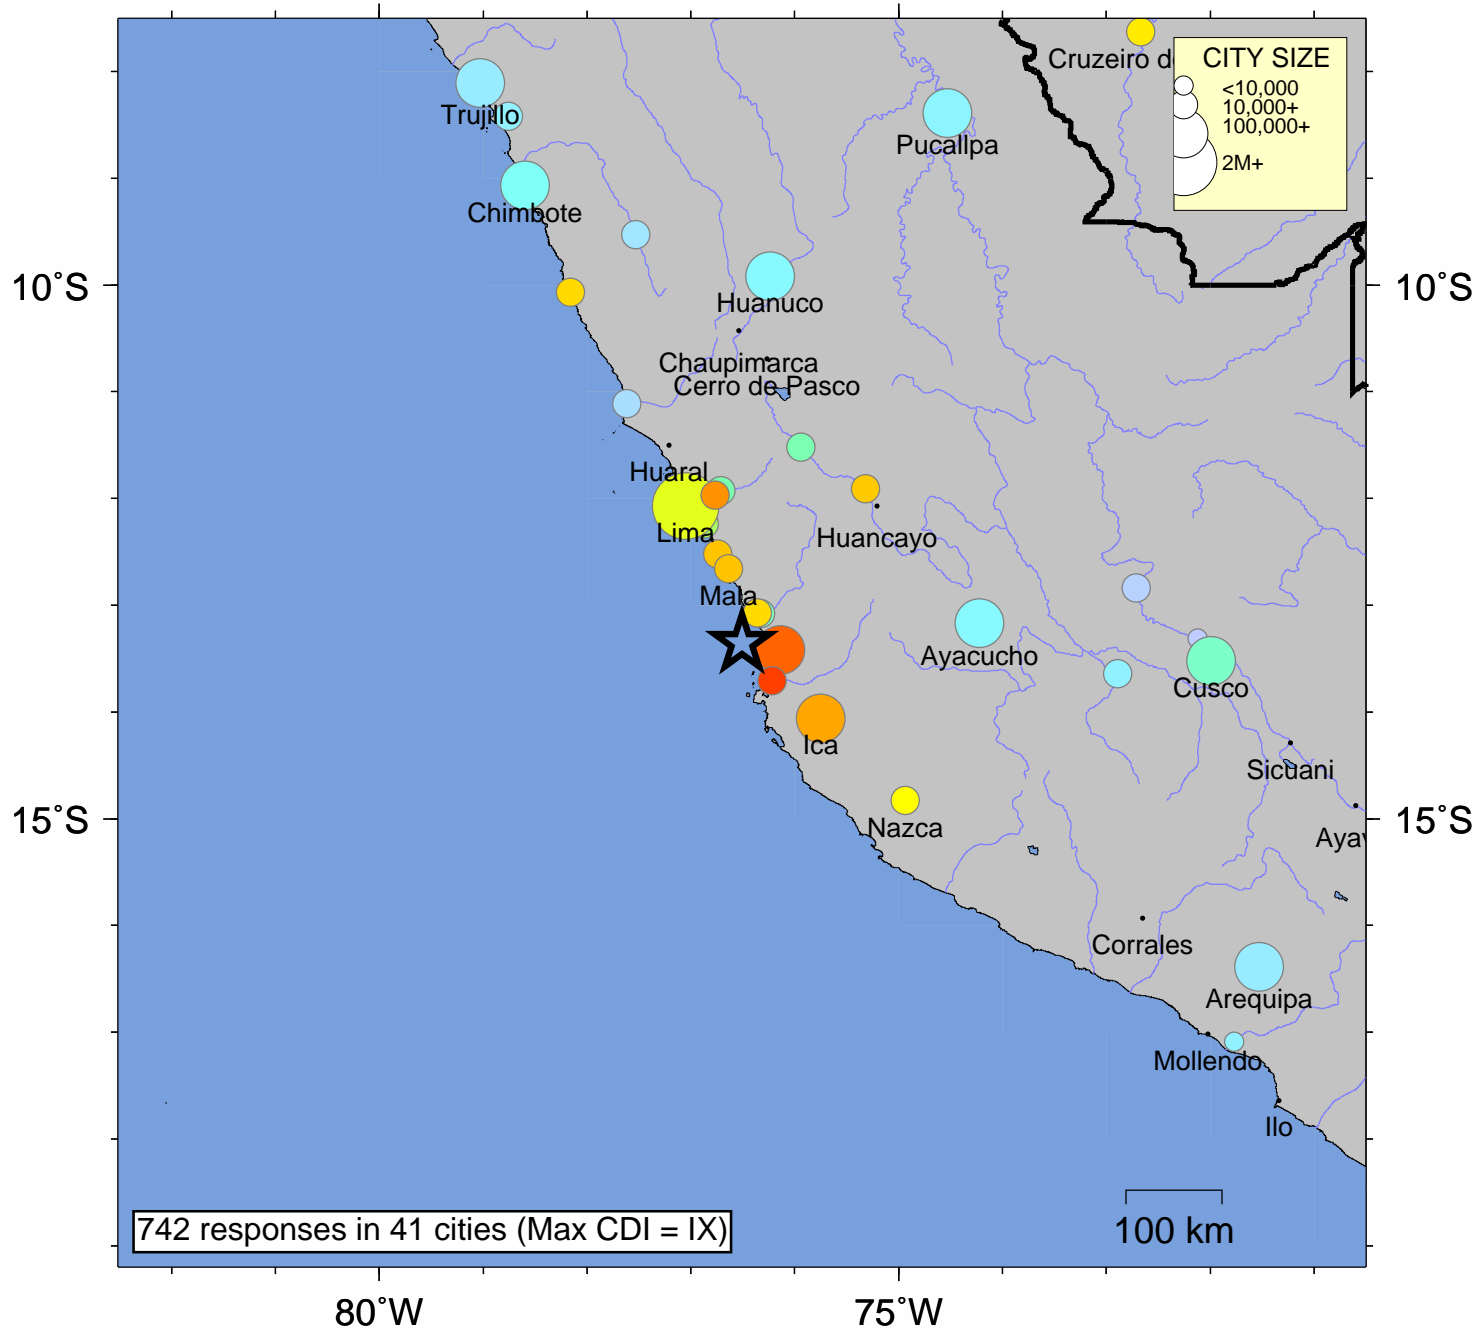 Cruzeiro d
CITY SIZE
<10,000
10,000+
100,000+
2M+
Trujillo
Pucallpa
Chimbote
10˚S
10˚S
Huanuco
Chaupimarca
Cerro de Pasco
Huaral
Lima
Huancayo
Mala
Ayacucho
Cusco
Ica
Sicuani
15˚S
15˚S
Nazca
Aya
Corrales
Arequipa
Mollendo
Ilo
742 responses in 41 cities (Max CDI = IX)
100 km
80˚W
75˚W